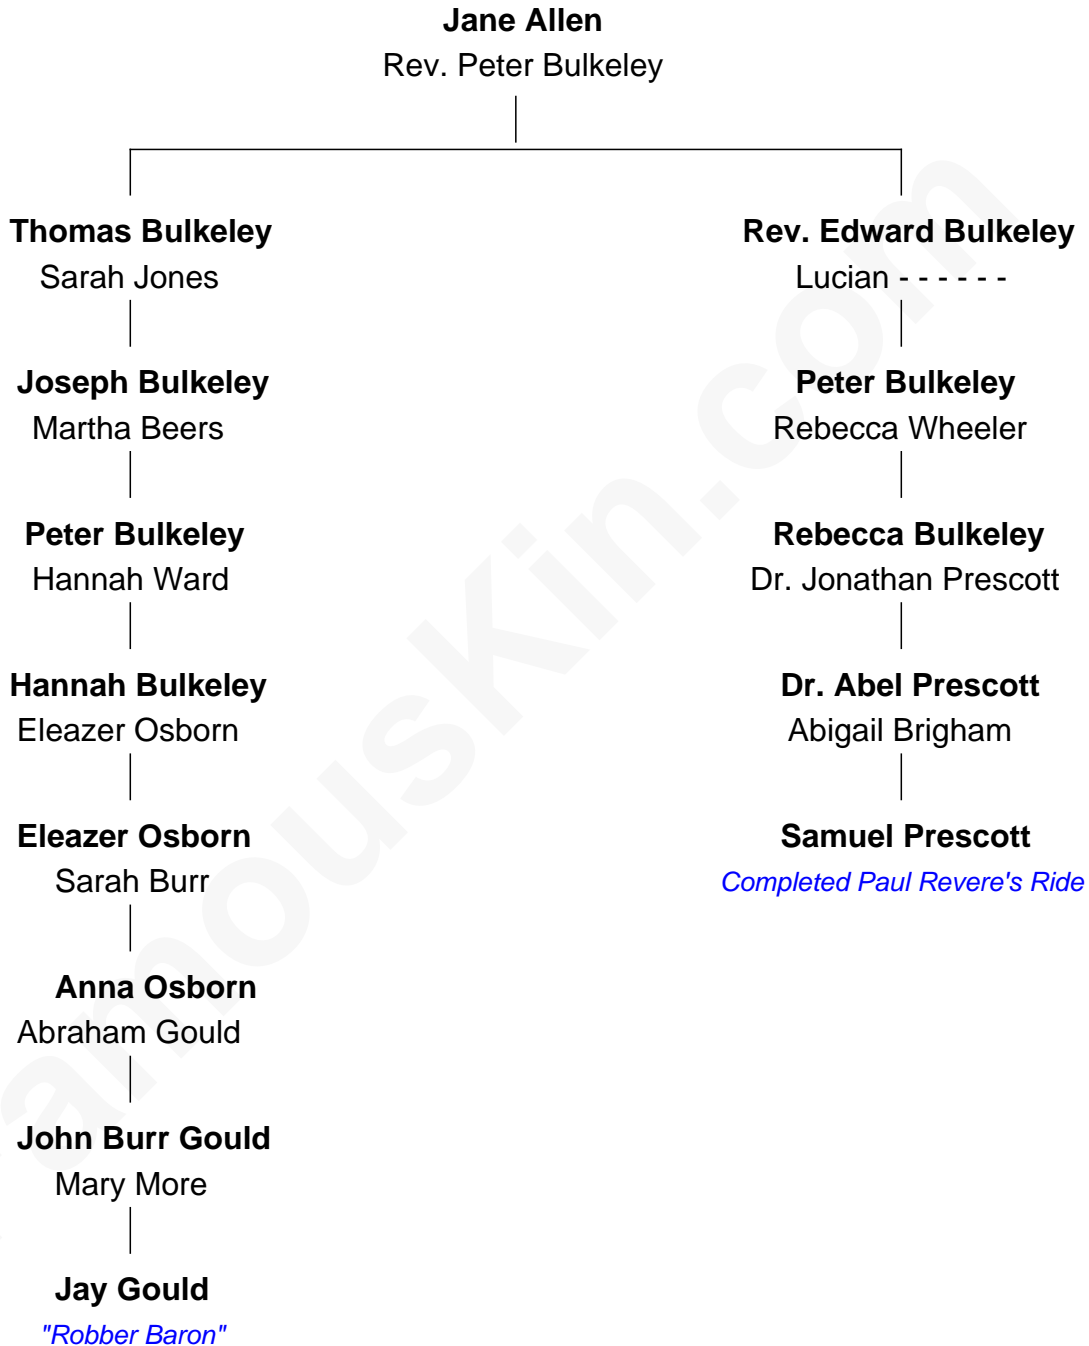 Jane Allen
Rev. Peter Bulkeley
Thomas Bulkeley
Sarah Jones
Joseph Bulkeley
Martha Beers
Peter Bulkeley
Hannah Ward
Hannah Bulkeley
Eleazer Osborn
Eleazer Osborn
Sarah Burr
Anna Osborn
Abraham Gould
John Burr Gould
Mary More
Jay Gould
"Robber Baron"
Rev. Edward Bulkeley
Lucian - - - - - -
Peter Bulkeley
Rebecca Wheeler
Rebecca Bulkeley
Dr. Jonathan Prescott
Dr. Abel Prescott
Abigail Brigham
Samuel Prescott
Completed Paul Revere's Ride
amouskin.com